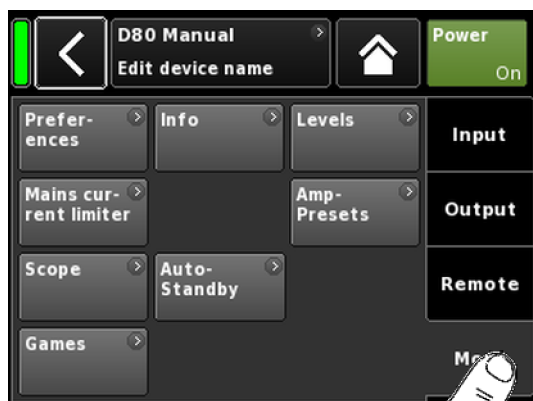 D80 Manual
Edit device name
Power
On
Prefer-
ences
Info
Levels
Input
Mains cur-
rent limiter
Amp-
Presets
Output
Scope
Auto-
Standby
Remote
Games